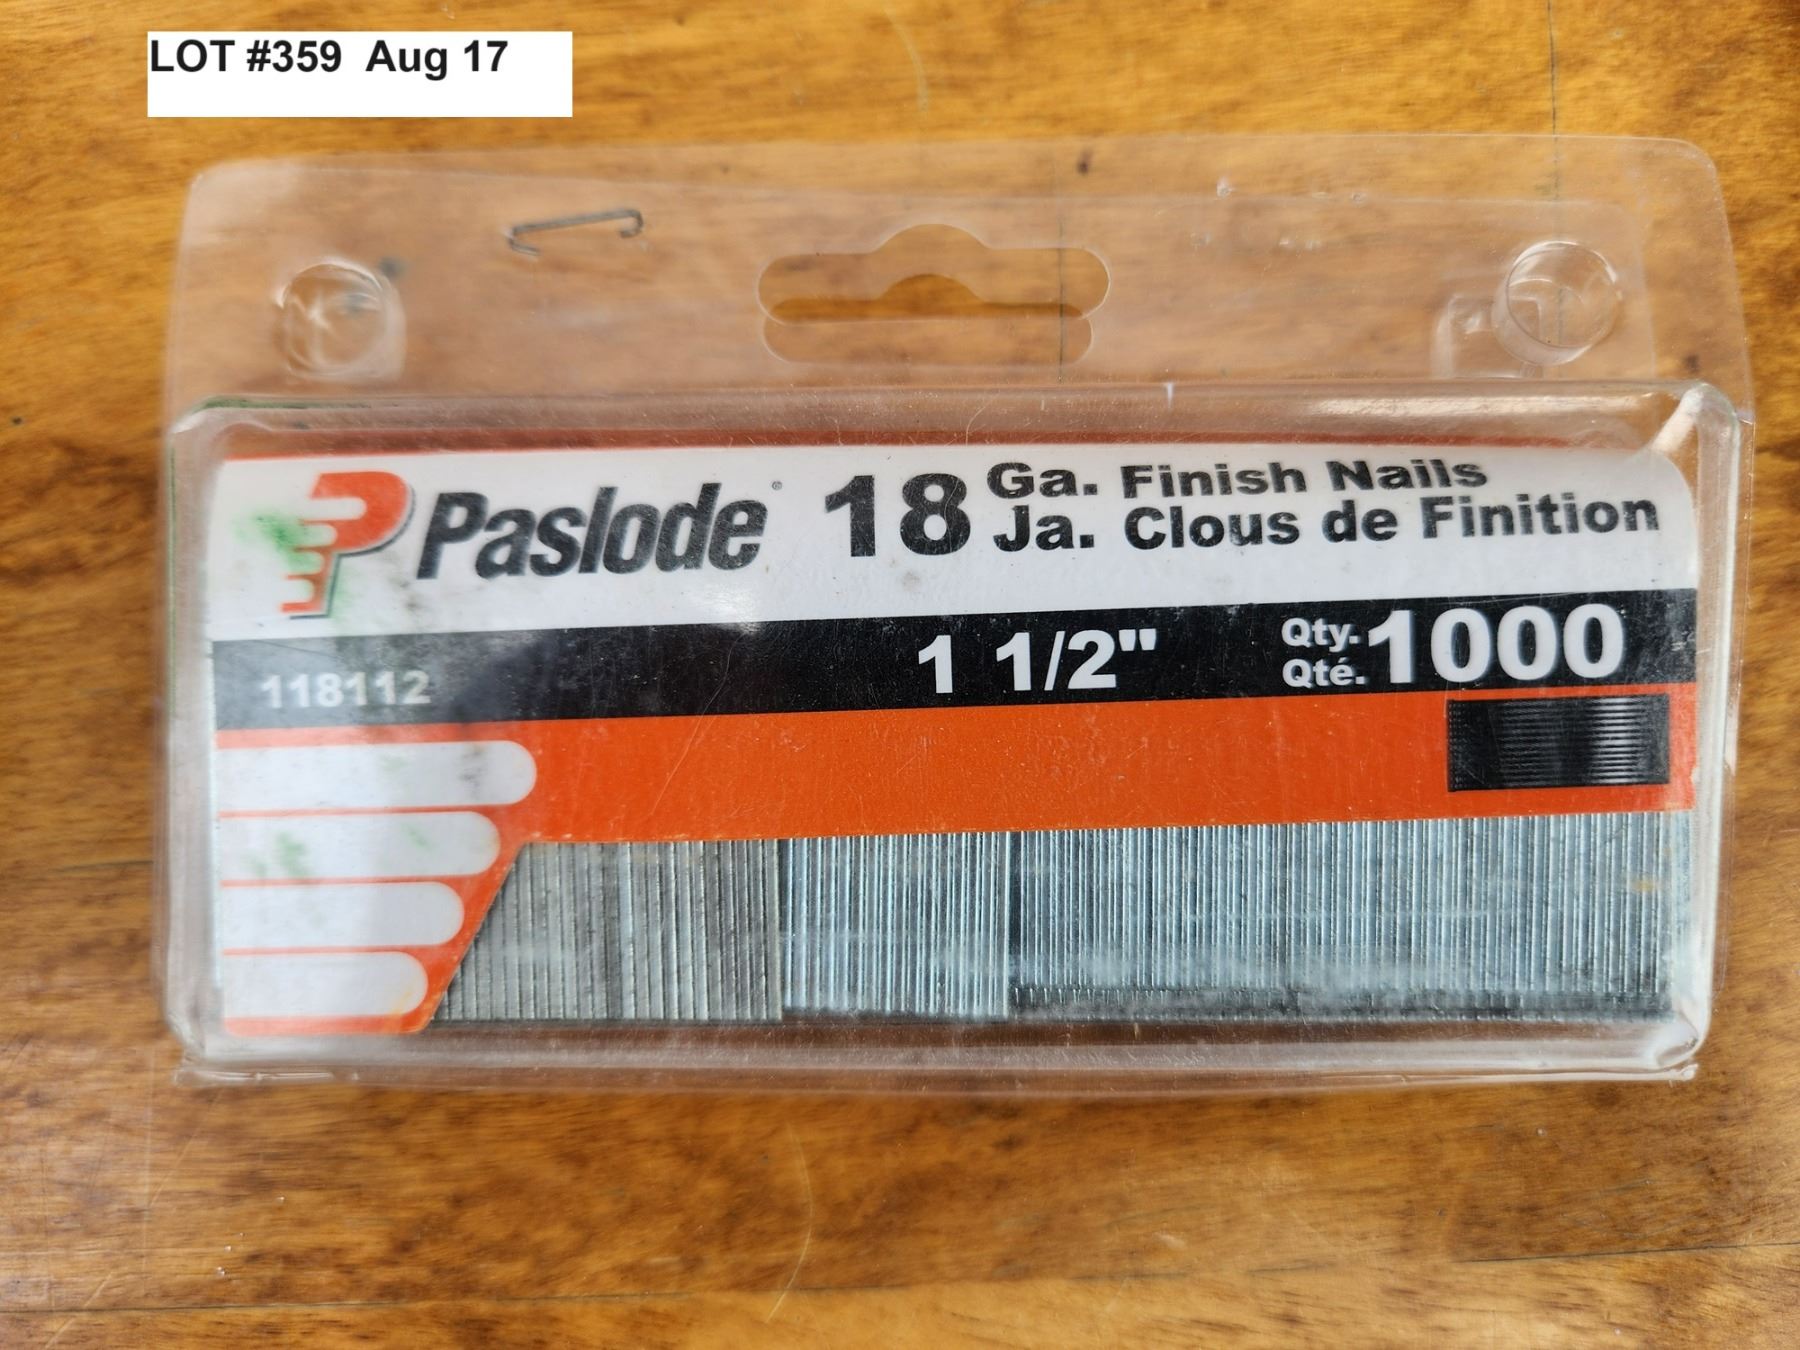 LOT #359 Aug 17
Paslode® 18 Ga. Finish Nails
Ja. Clous de Finition
118112 1 1/2" Qty. 1000
Qté.